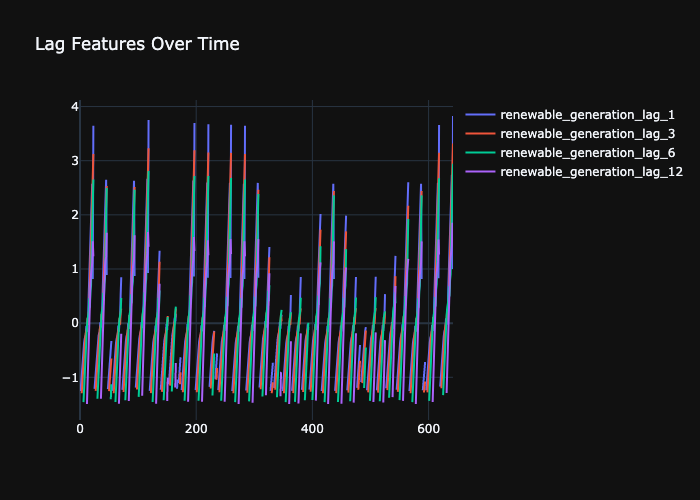 Lag Features Over Time
4
3
2
1
0
−1
0
200
400
600
renewable_generation_lag_1
renewable_generation_lag_3
renewable_generation_lag_6
renewable_generation_lag_12